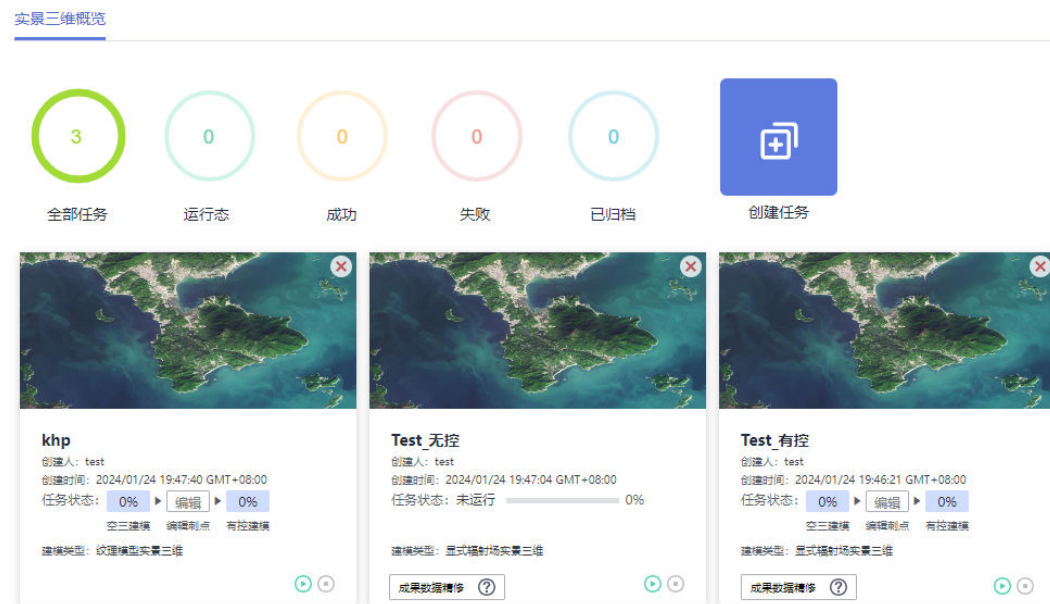 实景三维概览
3 0 0 0 0
全部任务 运行态 成功 失败 已归档 创建任务
khp
创建人：test
创建时间：2024/01/24 19:47:40 GMT+08:00
任务状态： 0% 编辑 0%
空三建模 编辑刺点 有控建模
建模类型：纹理模型实景三维
Test_无控
创建人：test
创建时间：2024/01/24 19:47:04 GMT+08:00
任务状态：未运行 0%
建模类型：显式辐射场实景三维
成果数据精修 ?
Test_有控
创建人：test
创建时间：2024/01/24 19:46:21 GMT+08:00
任务状态： 0% 编辑 0%
空三建模 编辑刺点 有控建模
建模类型：显式辐射场实景三维
成果数据精修 ?